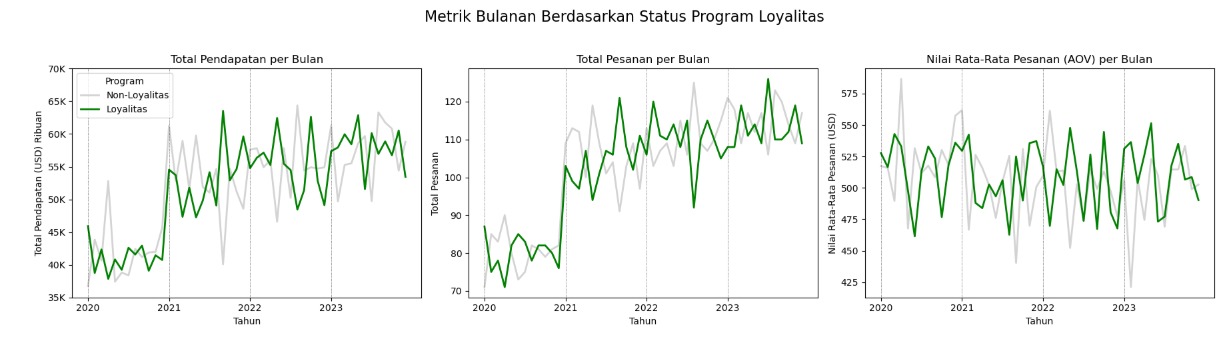 Metrik Bulanan Berdasarkan Status Program Loyalitas
Total Pendapatan per Bulan
70K
65K
60K
55K
50K
45K
40K
35K
Total Pendapatan (USD) Ribuan
Program
Non-Loyalitas
Loyalitas
2020
2021
2022
2023
Tahun
Total Pesanan per Bulan
120
110
100
90
80
70
Total Pesanan
2020
2021
2022
2023
Tahun
Nilai Rata-Rata Pesanan (AOV) per Bulan
575
550
525
500
475
450
425
Nilai Rata-Rata Pesanan (USD)
2020
2021
2022
2023
Tahun